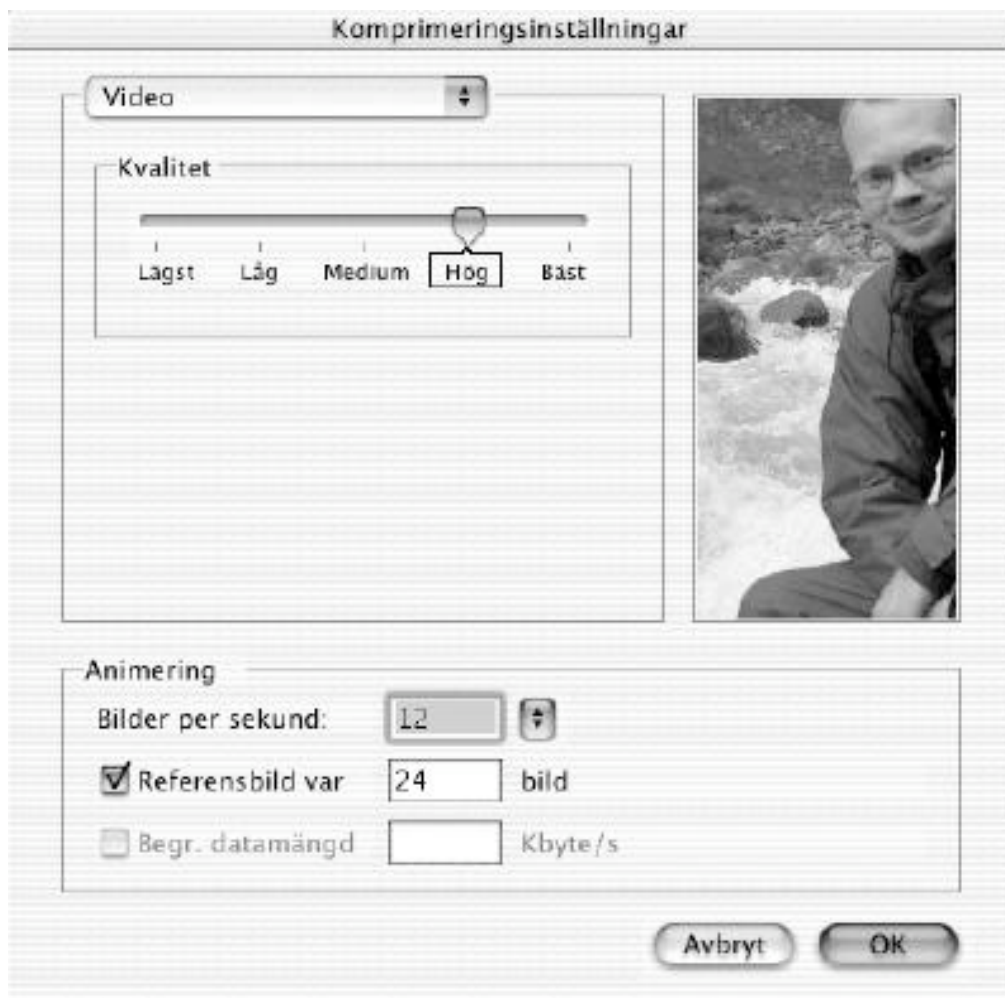 Komprimeringsinställningar
Video
Kvalitet
Lägst Låg Medium Hög Bäst
Animering
Bilder per sekund: 12
Referensbild var 24 bild
Begr. datamängd Kbyte/s
Avbryt OK